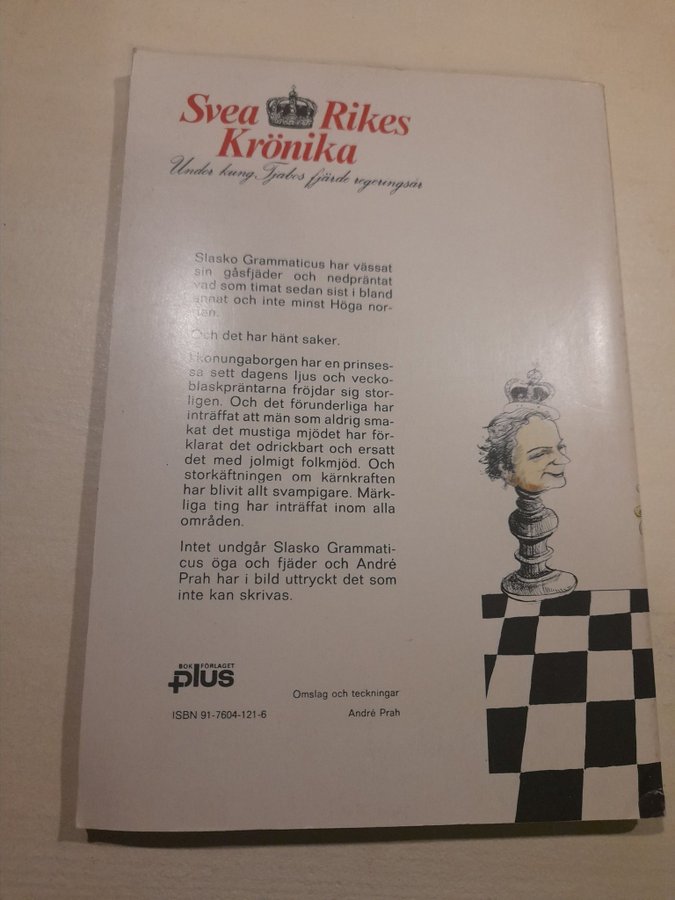 Svea Rikes
Krönika
Under kung Tjabos fjärde regeringsår
Slasko Grammaticus har vässat
sin gåsfjäder och nedpräntat
vad som timat sedan sist i bland
annat och inte minst Höga nor-
den.
Och det har hänt saker.
I konungaborgen har en prinses-
sa sett dagens ljus och vecko-
blaskpräntarna fröjdar sig stor-
ligen. Och det förunderliga har
inträffat att män som aldrig sma-
kat det mustiga mjödet har för-
klarat det odrickbart och ersatt
det med jolmigt folkmjöd. Och
storkäftningen om kärnkraften
har blivit allt svampigare. Märk-
liga ting har inträffat inom alla
områden.
Intet undgår Slasko Grammati-
cus öga och fjäder och André
Prah har i bild uttryckt det som
inte kan skrivas.
BOKFÖRLAGET
plus
Omslag och teckningar
ISBN 91-7604-121-6 André Prah